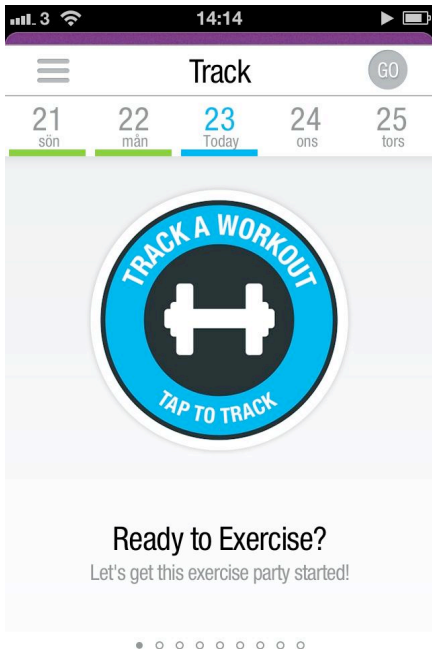 3 14:14
Track
GO
21 22 23 24 25
sön mån Today ons tors
TRACK A WORKOUT
TAP TO TRACK
Ready to Exercise?
Let's get this exercise party started!